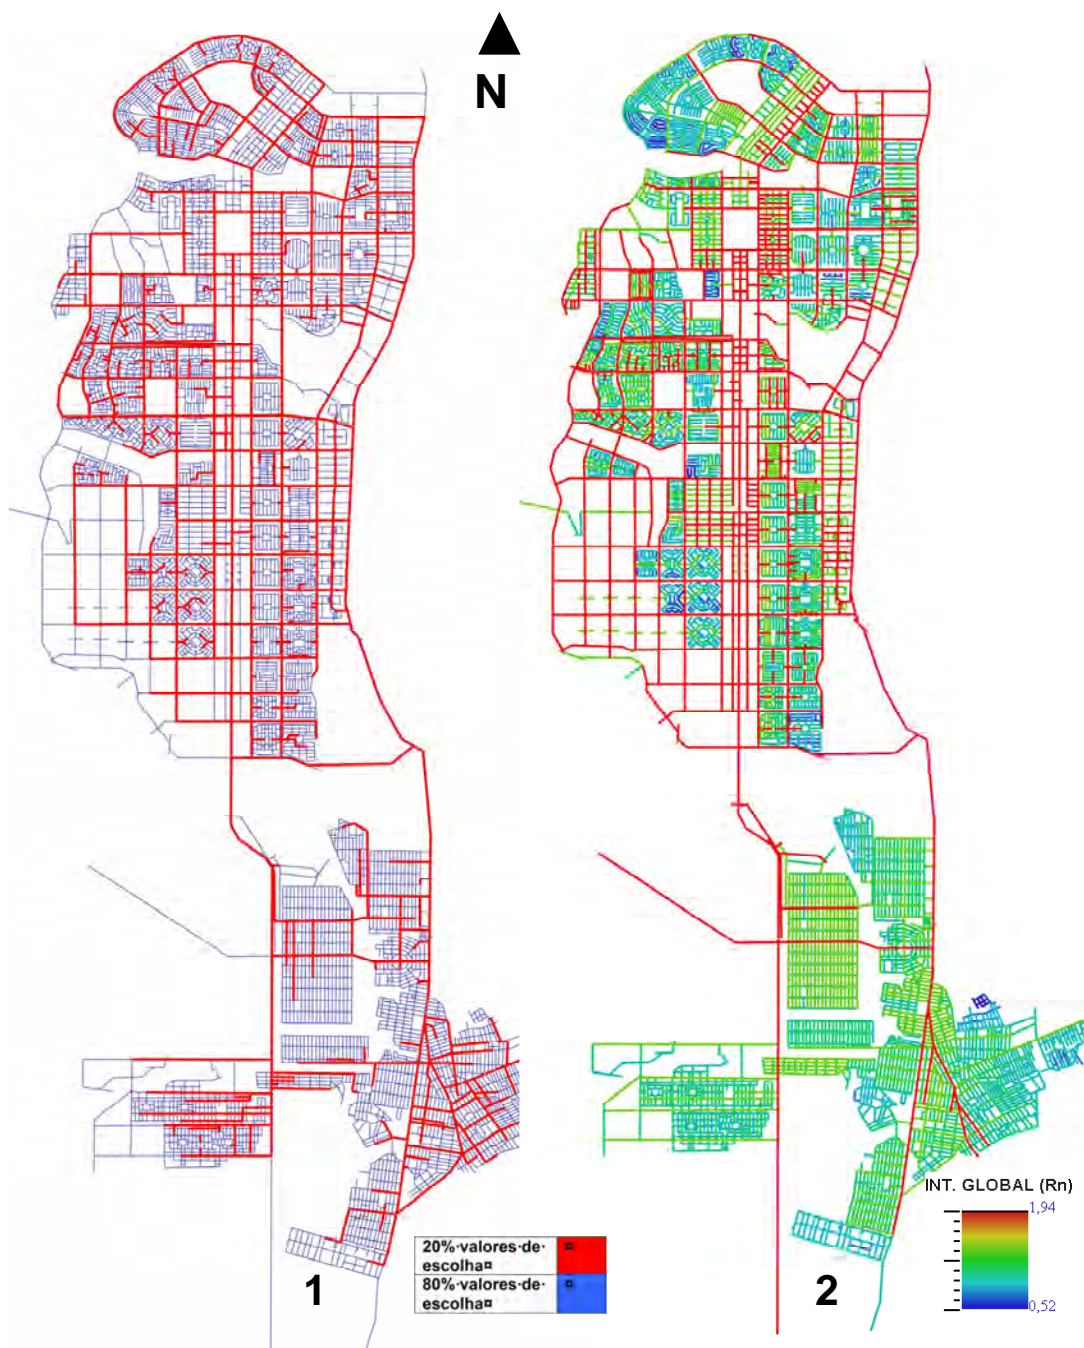 N
INT. GLOBAL (Rn)
1,94
0,52
20%·valores·de·
escolha¤
¤
80%·valores·de·
escolha¤
¤
1
2